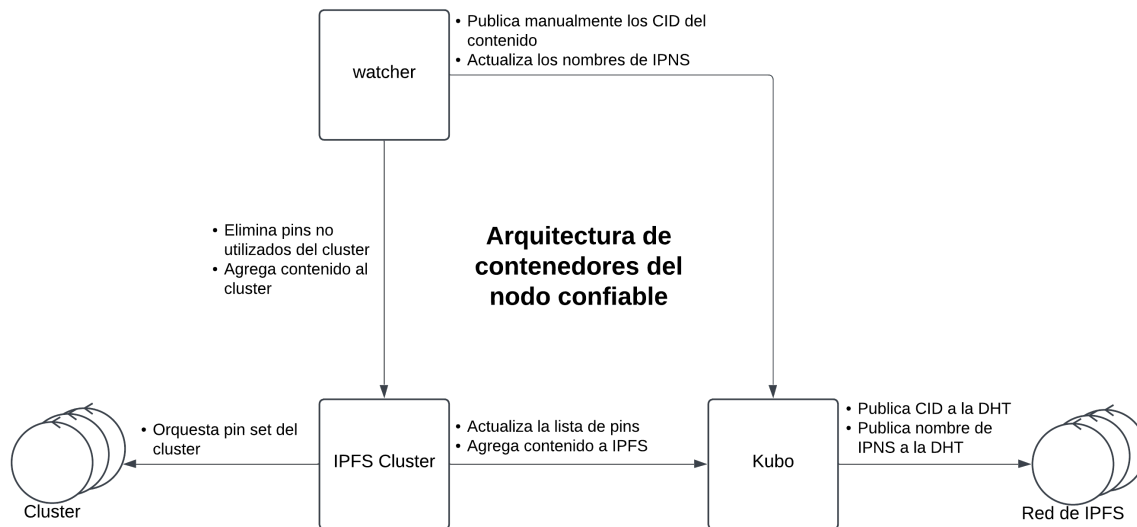 • Publica manualmente los CID del
contenido
• Actualiza los nombres de IPNS
watcher
• Elimina pins no
utilizados del cluster
• Agrega contenido al
cluster
Arquitectura de
contenedores del
nodo confiable
• Orquesta pin set del
cluster
Cluster
IPFS Cluster
• Actualiza la lista de pins
• Agrega contenido a IPFS
Kubo
• Publica CID a la DHT
• Publica nombre de
IPNS a la DHT
Red de IPFS